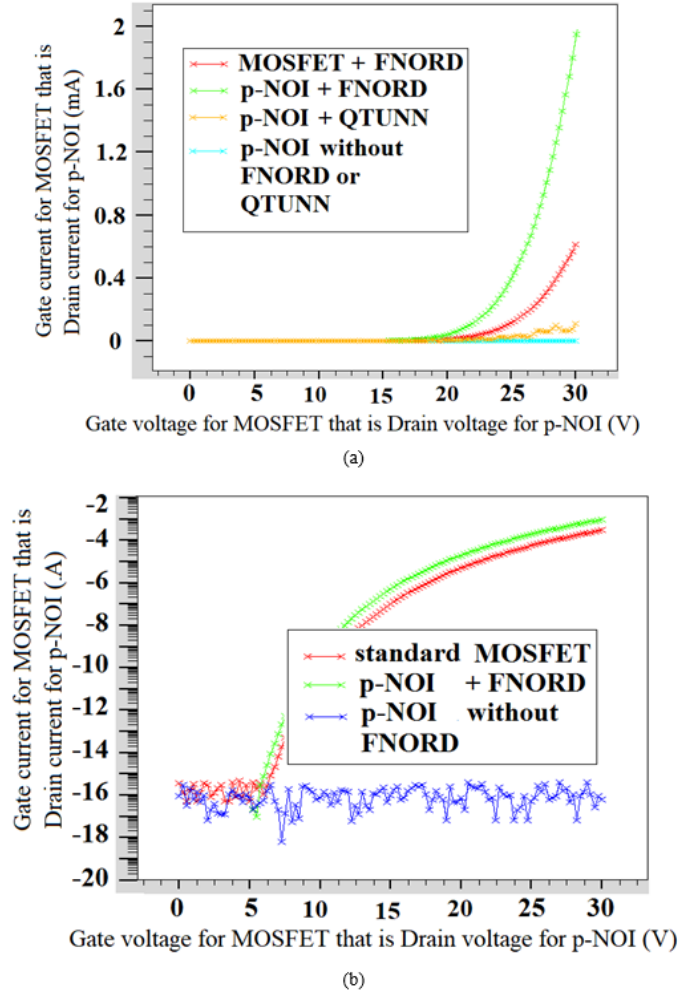 2
1.6
1.2
0.8
0.4
0
Gate current for MOSFET that is
Drain current for p-NOI (mA)
MOSFET + FNORD
p-NOI + FNORD
p-NOI + QTUNN
p-NOI without
FNORD or
QTUNN
0 5 10 15 20 25 30
Gate voltage for MOSFET that is Drain voltage for p-NOI (V)
(a)
-2
-4
-6
-8
-10
-12
-14
-16
-18
-20
Gate current for MOSFET that is
Drain current for p-NOI (.A)
standard MOSFET
p-NOI + FNORD
p-NOI without
FNORD
0 5 10 15 20 25 30
Gate voltage for MOSFET that is Drain voltage for p-NOI (V)
(b)